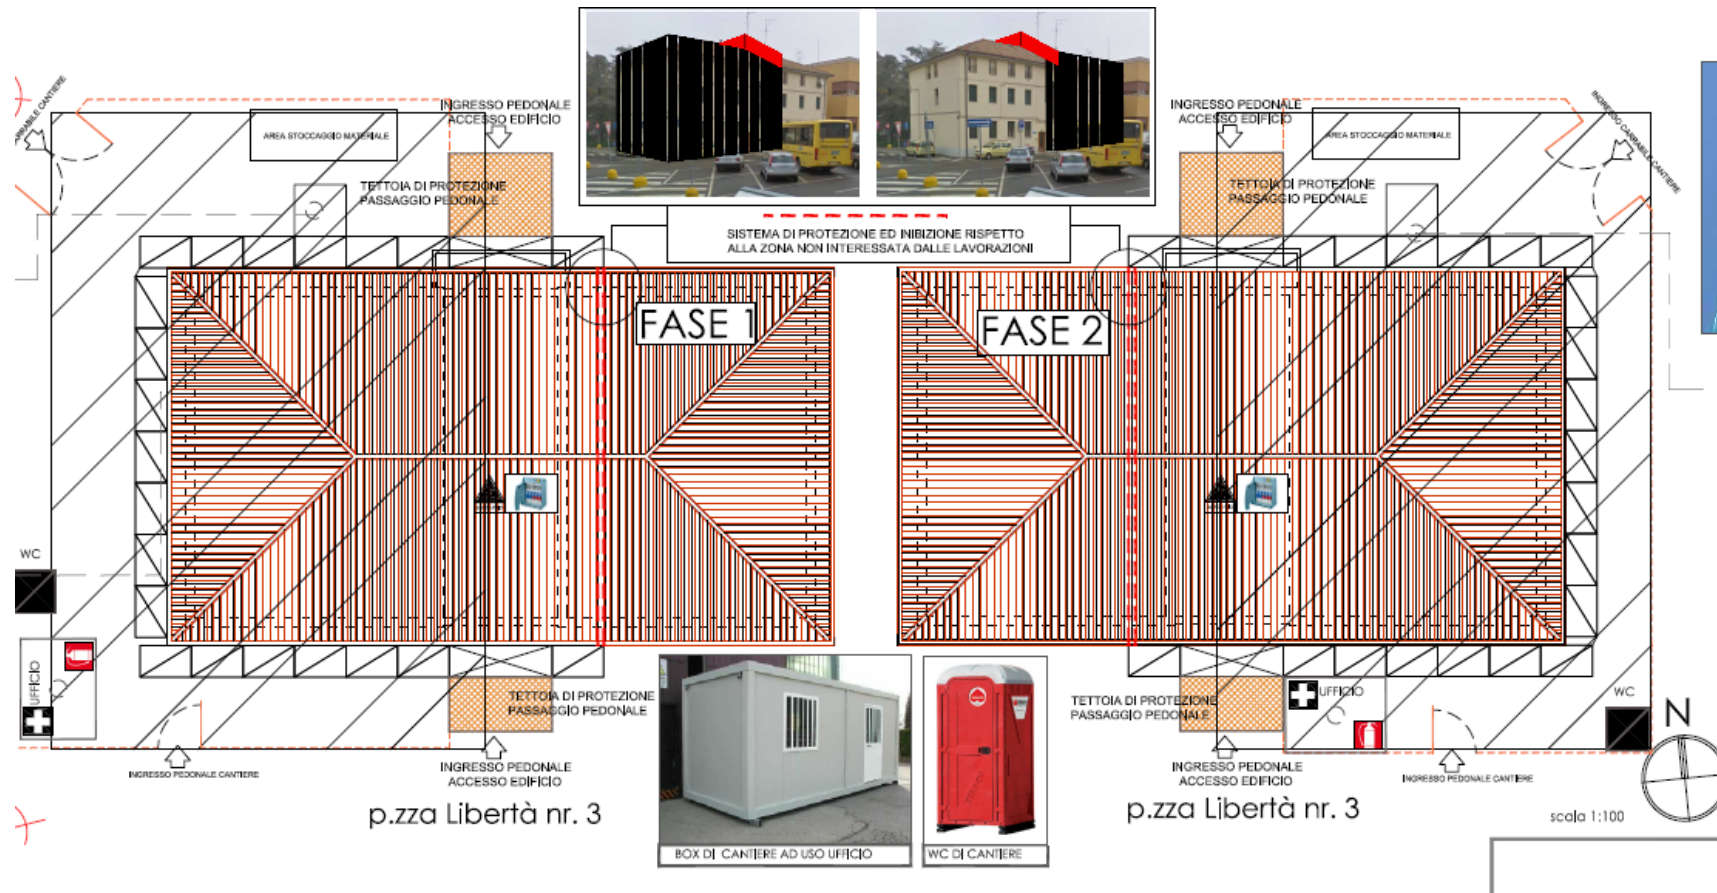 INGRESSO PEDONALE
ACCESSO EDIFICIO
INGRESSO PEDONALE
ACCESSO EDIFICIO
INGRESSO CARRABILE CANTIERE
AREA STOCCAGGIO MATERIALE
AREA STOCCAGGIO MATERIALE
TETTOIA DI PROTEZIONE
PASSAGGIO PEDONALE
TETTOIA DI PROTEZIONE
PASSAGGIO PEDONALE
SISTEMA DI PROTEZIONE ED INIBIZIONE RISPETTO
ALLA ZONA NON INTERESSATA DALLE LAVORAZIONI
FASE 1
FASE 2
WC
UFFICIO
TETTOIA DI PROTEZIONE
PASSAGGIO PEDONALE
TETTOIA DI PROTEZIONE
PASSAGGIO PEDONALE
UFFICIO
WC
N
INGRESSO PEDONALE CANTIERE
INGRESSO PEDONALE
ACCESSO EDIFICIO
INGRESSO PEDONALE
ACCESSO EDIFICIO
INGRESSO PEDONALE CANTIERE
p.zza Libertà nr. 3
p.zza Libertà nr. 3
scala 1:100
BOX DI CANTIERE AD USO UFFICIO
WC DI CANTIERE